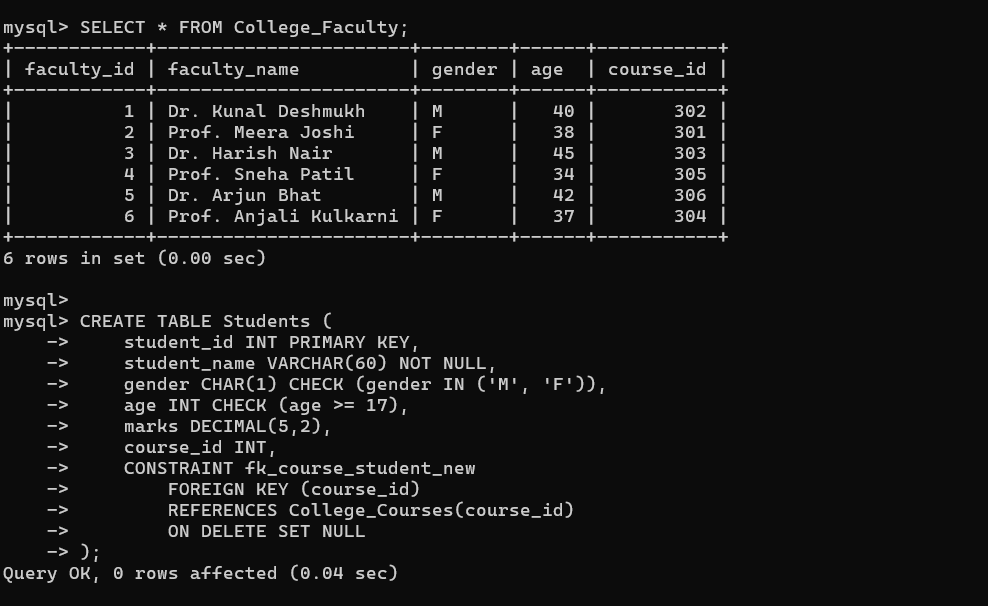 mysql> SELECT * FROM College_Faculty;
+------------+-----------------------+--------+------+-----------+
| faculty_id | faculty_name          | gender | age  | course_id |
+------------+-----------------------+--------+------+-----------+
|          1 | Dr. Kunal Deshmukh    | M      |   40 |       302 |
|          2 | Prof. Meera Joshi     | F      |   38 |       301 |
|          3 | Dr. Harish Nair       | M      |   45 |       303 |
|          4 | Prof. Sneha Patil     | F      |   34 |       305 |
|          5 | Dr. Arjun Bhat        | M      |   42 |       306 |
|          6 | Prof. Anjali Kulkarni | F      |   37 |       304 |
+------------+-----------------------+--------+------+-----------+
6 rows in set (0.00 sec)

mysql>
mysql> CREATE TABLE Students (
    ->     student_id INT PRIMARY KEY,
    ->     student_name VARCHAR(60) NOT NULL,
    ->     gender CHAR(1) CHECK (gender IN ('M', 'F')),
    ->     age INT CHECK (age >= 17),
    ->     marks DECIMAL(5,2),
    ->     course_id INT,
    ->     CONSTRAINT fk_course_student_new
    ->         FOREIGN KEY (course_id)
    ->         REFERENCES College_Courses(course_id)
    ->         ON DELETE SET NULL
    -> );
Query OK, 0 rows affected (0.04 sec)